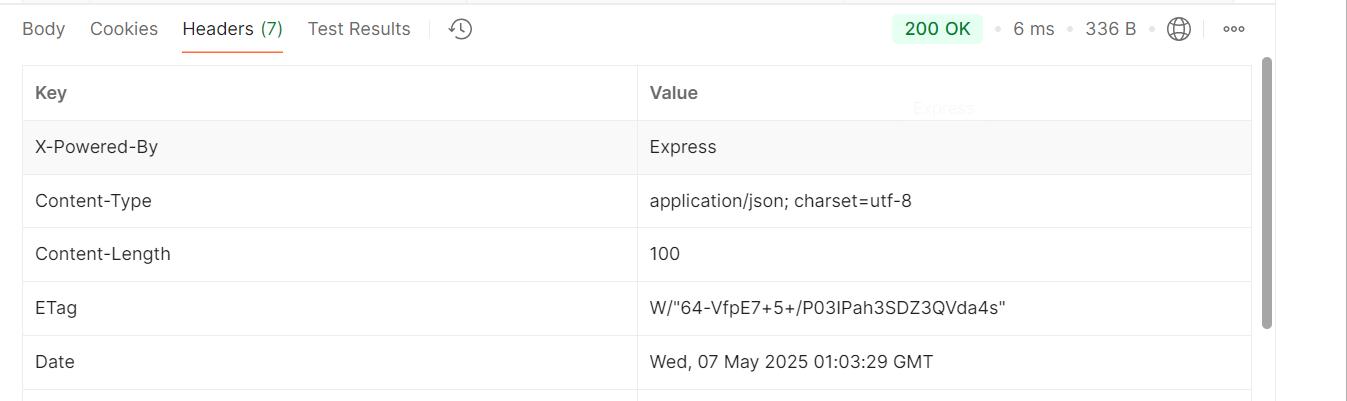 Body Cookies Headers (7) Test Results 200 OK 6 ms 336 B
Key Value
Express
X-Powered-By Express
Content-Type application/json; charset=utf-8
Content-Length 100
ETag W/"64-VfpE7+5+/P03IPah3SDZ3QVda4s"
Date Wed, 07 May 2025 01:03:29 GMT